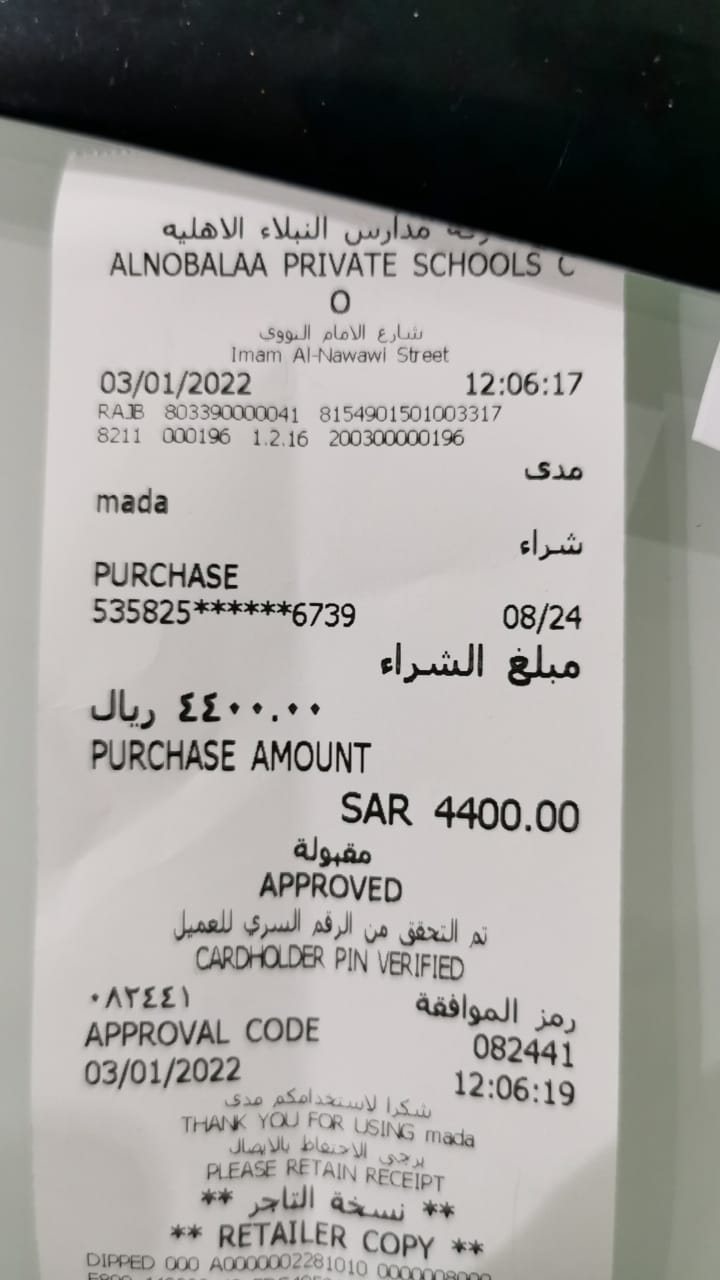 مدارس النبلاء الاهليه
ALNOBALAA PRIVATE SCHOOLS C
O
شارع الامام النووي
Imam Al-Nawawi Street
03/01/2022 12:06:17
RAJB 803390000041 8154901501003317
8211 000196 1.2.16 200300000196
مدى
mada
شراء
PURCHASE
535825******6739 08/24
مبلغ الشراء
٤٤٠٠.٠٠ ريال
PURCHASE AMOUNT
SAR 4400.00
مقبولة
APPROVED
تم التحقق من الرقم السري للعميل
CARDHOLDER PIN VERIFIED
رمز الموافقة ٠٨٢٤٤١
APPROVAL CODE 082441
03/01/2022 12:06:19
شكرا لاستخدامكم مدى
THANK YOU FOR USING mada
يرجى الاحتفاظ بالايصال
PLEASE RETAIN RECEIPT
** نسخة التاجر **
** RETAILER COPY **
DIPPED 000 A0000002281010 0000008000